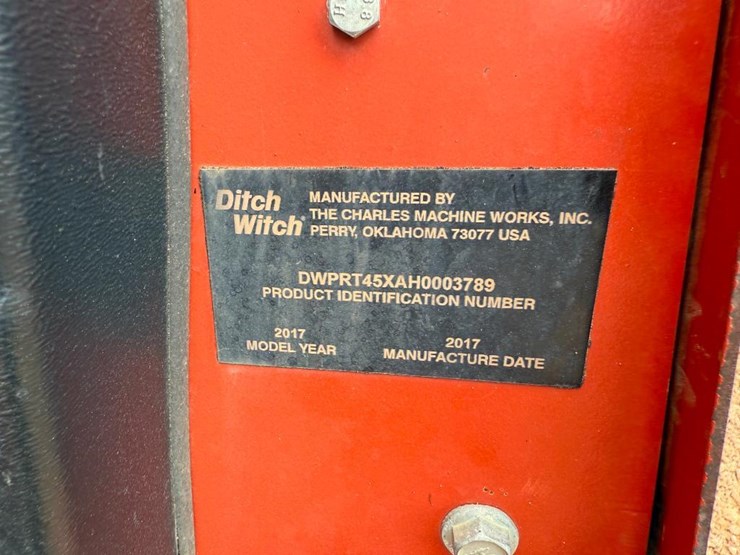 Ditch Witch®
MANUFACTURED BY
THE CHARLES MACHINE WORKS, INC.
PERRY, OKLAHOMA 73077 USA
DWPRT45XAH0003789
PRODUCT IDENTIFICATION NUMBER
2017
MODEL YEAR
2017
MANUFACTURE DATE